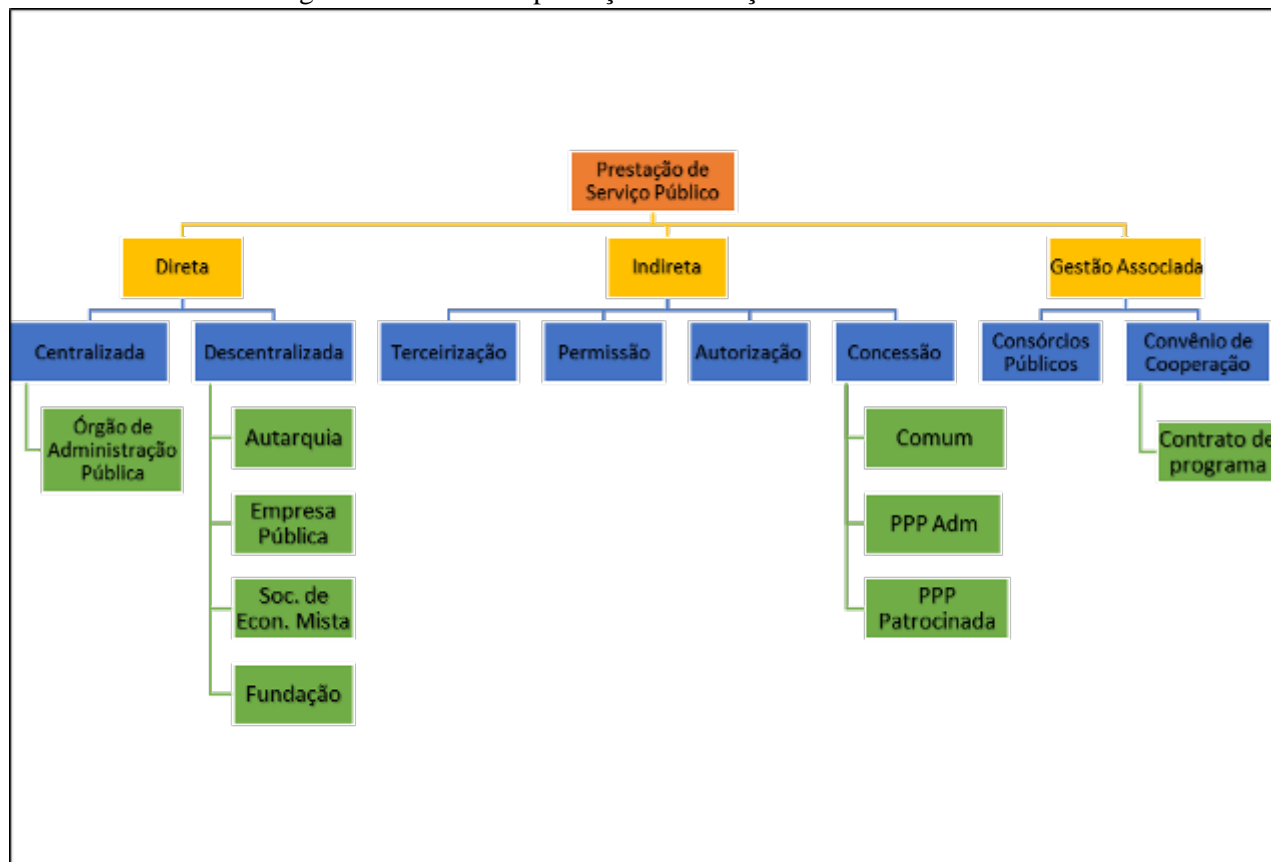 Prestação de
Serviço Público
Direta
Indireta
Gestão Associada
Centralizada
Descentralizada
Terceirização
Permissão
Autorização
Concessão
Consórcios
Públicos
Convênio de
Cooperação
Órgão de
Administração
Pública
Autarquia
Empresa
Pública
Soc. de
Econ. Mista
Fundação
Comum
PPP Adm
PPP
Patrocinada
Contrato de
programa